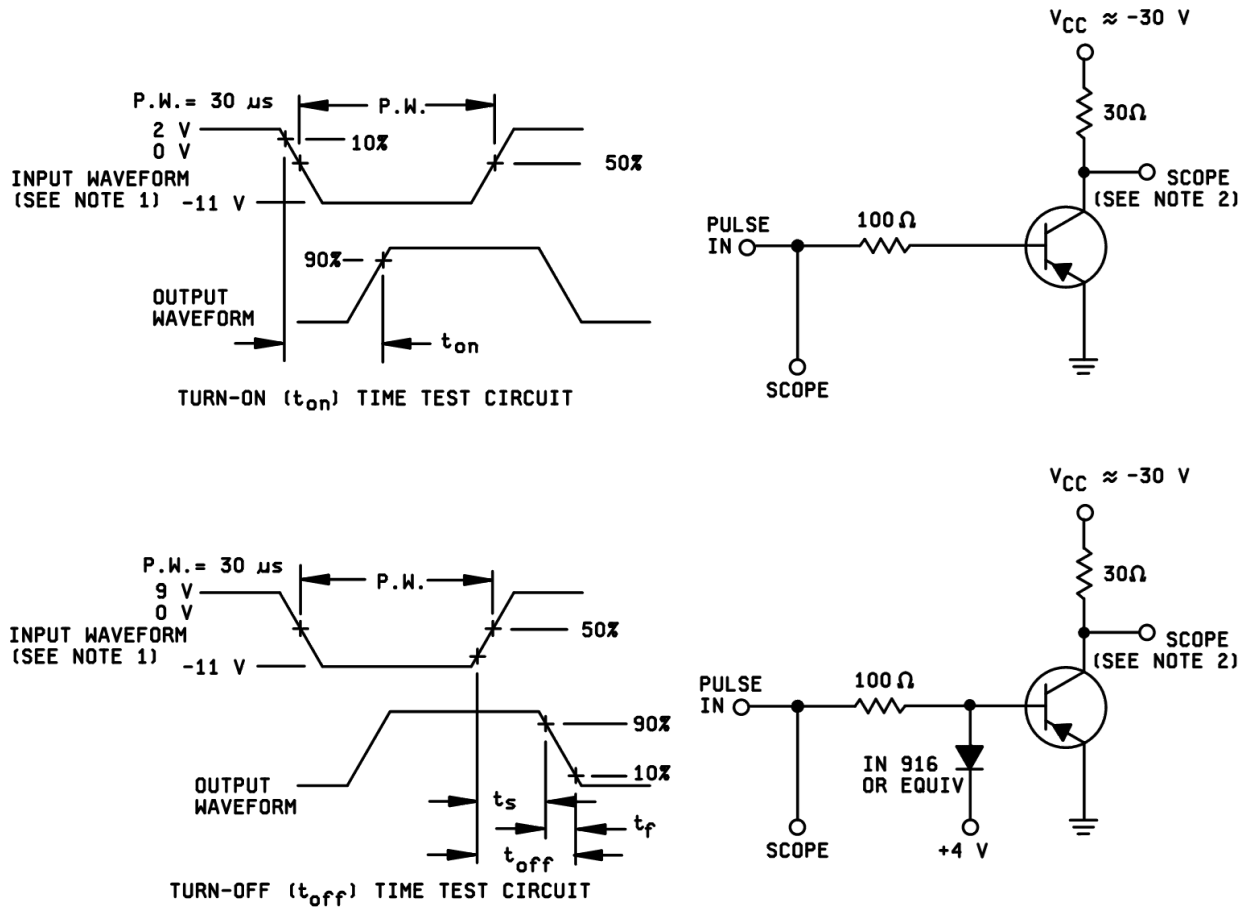 V_CC ≈ -30 V
P.W.= 30 µs
P.W.
2 V
0 V
10%
50%
INPUT WAVEFORM
(SEE NOTE 1)
-11 V
90%
OUTPUT
WAVEFORM
t_on
TURN-ON (t_on) TIME TEST CIRCUIT
30Ω
SCOPE
(SEE NOTE 2)
100Ω
PULSE
IN
SCOPE
V_CC ≈ -30 V
P.W.= 30 µs
P.W.
9 V
0 V
50%
INPUT WAVEFORM
(SEE NOTE 1)
-11 V
90%
10%
OUTPUT
WAVEFORM
t_s
t_f
t_off
TURN-OFF (t_off) TIME TEST CIRCUIT
30Ω
SCOPE
(SEE NOTE 2)
100Ω
PULSE
IN
IN 916
OR EQUIV
SCOPE
+4 V